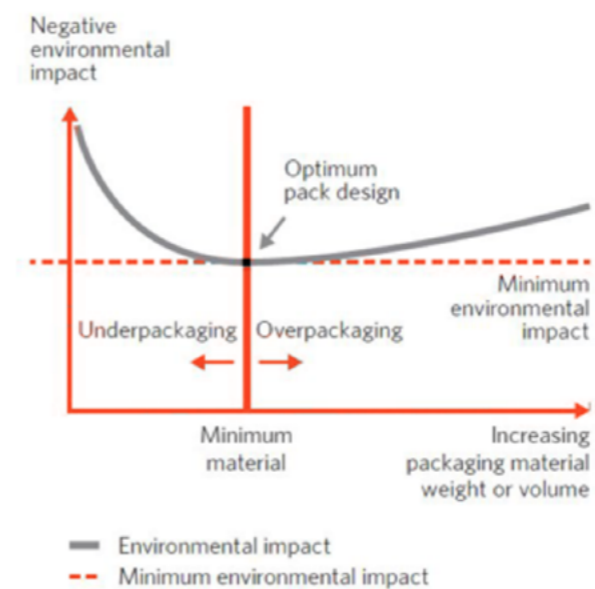 Negative
environmental
impact
Optimum
pack design
Minimum
environmental
impact
Underpackaging
Overpackaging
Minimum
material
Increasing
packaging material
weight or volume
Environmental impact
Minimum environmental impact